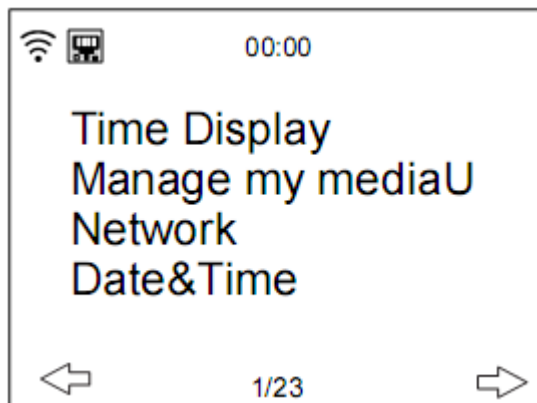 00:00
Time Display
Manage my mediaU
Network
Date&Time
1/23